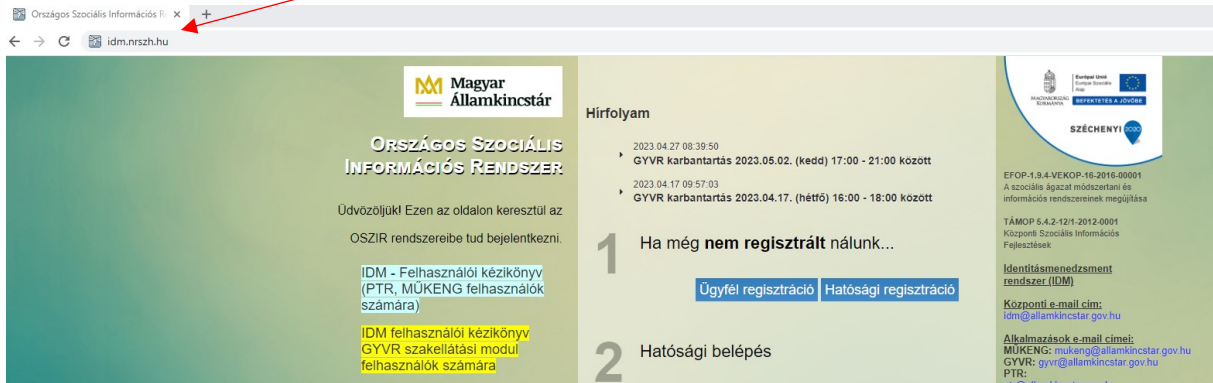 Országos Szociális Információs R
idm.nrszh.hu
Magyar
Államkincstár
Országos Szociális
Információs Rendszer
Üdvözöljük! Ezen az oldalon keresztül az
OSZIR rendszereibe tud bejelentkezni.
IDM - Felhasználói kézikönyv
(PTR, MŰKENG felhasználók
számára)
IDM felhasználói kézikönyv
GYVR szakellátási modul
felhasználók számára
Hírfolyam
2023.04.27 08:39:50
GYVR karbantartás 2023.05.02. (kedd) 17:00 - 21:00 között
2023.04.17 09:57:03
GYVR karbantartás 2023.04.17. (hétfő) 16:00 - 18:00 között
1 Ha még nem regisztrált nálunk...
Ügyfél regisztráció Hatósági regisztráció
2 Hatósági belépés
Magyarország
Kormánya
Európai Unió
Európai Szociális
Alap
BEFEKTETÉS A JÖVŐBE
SZÉCHENYI 2020
EFOP-1.9.4-VEKOP-16-2016-00001
A szociális ágazat módszertani és
információs rendszereinek megújítása
TÁMOP 5.4.2-12/1-2012-0001
Központi Szociális Információs
Fejlesztések
Identitásmenedzsment
rendszer (IDM)
Központi e-mail cím:
idm@allamkincstar.gov.hu
Alkalmazások e-mail címei:
MŰKENG: mukeng@allamkincstar.gov.hu
GYVR: gyvr@allamkincstar.gov.hu
PTR: